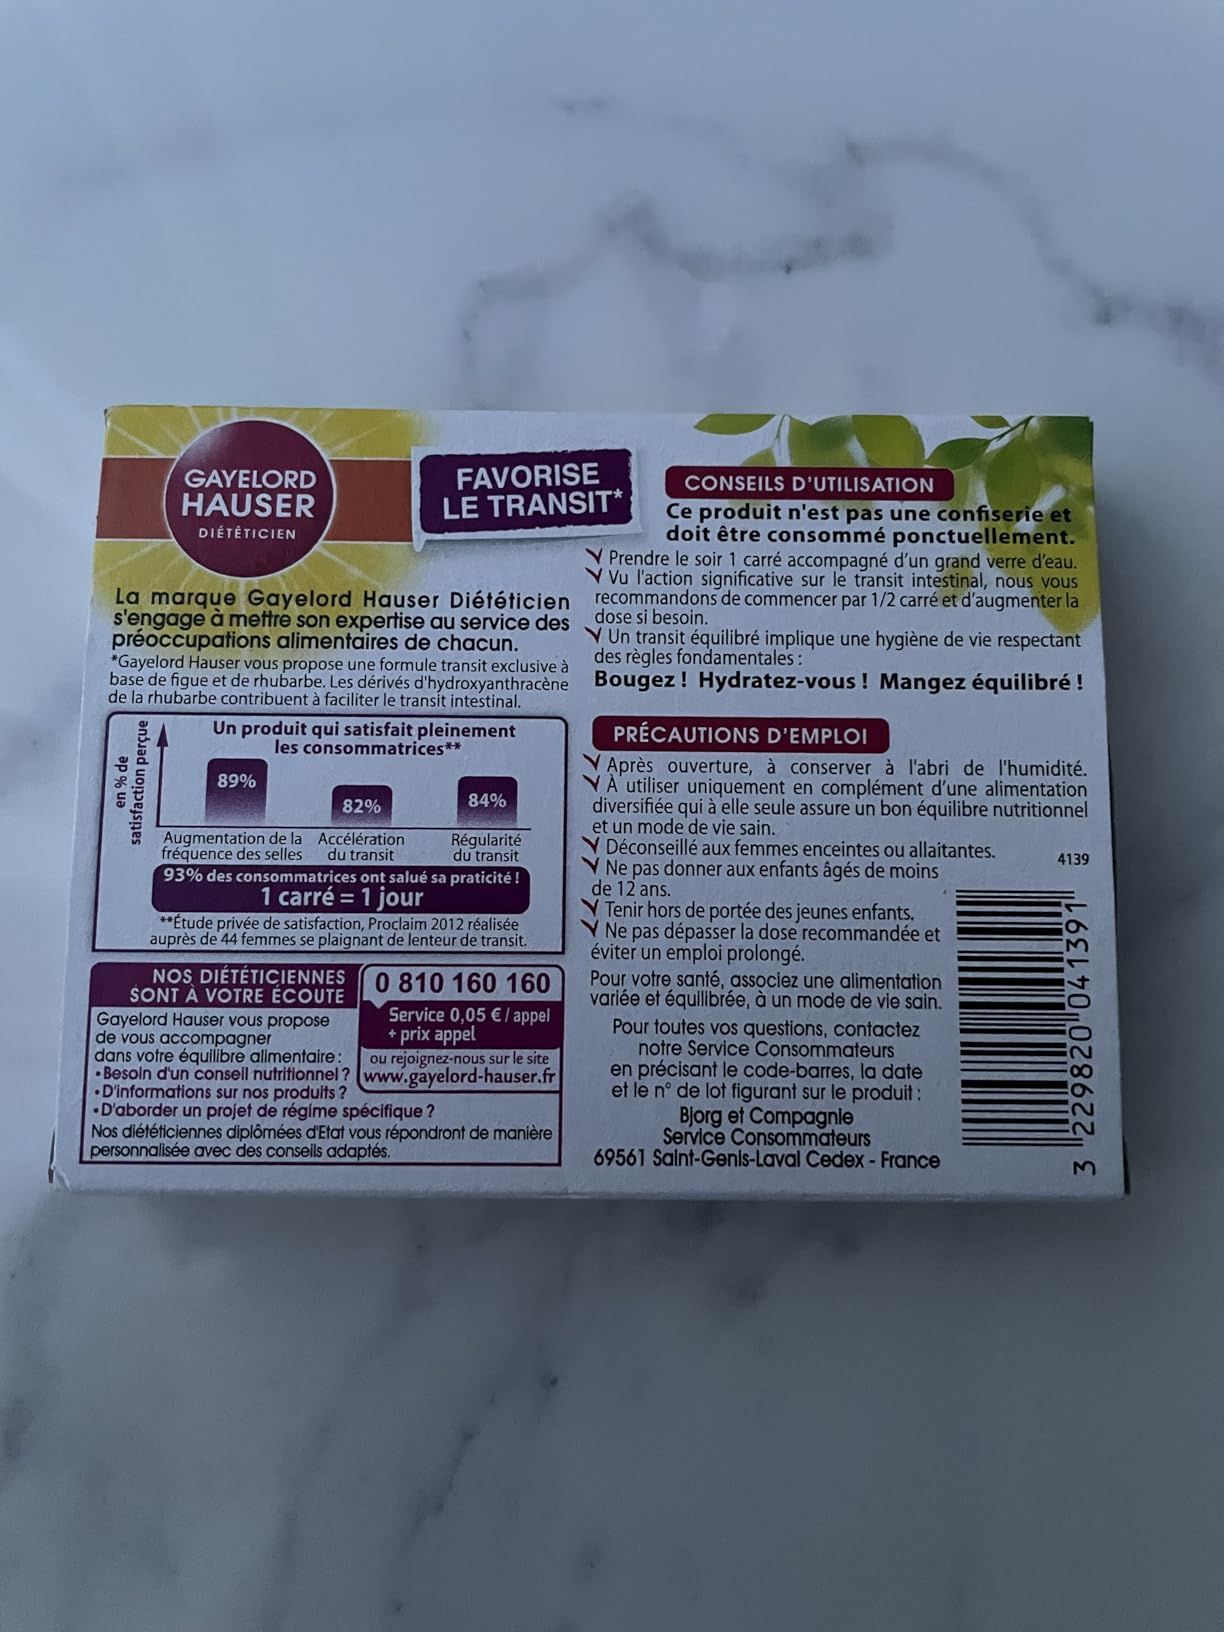 GAYELORD
HAUSER
DIÉTÉTICIEN
FAVORISE
LE TRANSIT*
La marque Gayelord Hauser Diététicien
s'engage à mettre son expertise au service des
préoccupations alimentaires de chacun.
*Gayelord Hauser vous propose une formule transit exclusive à
base de figue et de rhubarbe. Les dérivés d'hydroxyanthracène
de la rhubarbe contribuent à faciliter le transit intestinal.
en % de
satisfaction perçue
Un produit qui satisfait pleinement
les consommatrices**
89%
82%
84%
Augmentation de la
fréquence des selles
Accélération
du transit
Régularité
du transit
93% des consommatrices ont salué sa praticité !
1 carré = 1 jour
**Étude privée de satisfaction, Proclaim 2012 réalisée
auprès de 44 femmes se plaignant de lenteur de transit.
NOS DIÉTÉTICIENNES
SONT À VOTRE ÉCOUTE
0 810 160 160
Service 0,05 € / appel
+ prix appel
ou rejoignez-nous sur le site
www.gayelord-hauser.fr
Gayelord Hauser vous propose
de vous accompagner
dans votre équilibre alimentaire :
• Besoin d'un conseil nutritionnel ?
• D'informations sur nos produits ?
• D'aborder un projet de régime spécifique ?
Nos diététiciennes diplômées d'Etat vous répondront de manière
personnalisée avec des conseils adaptés.
CONSEILS D'UTILISATION
Ce produit n'est pas une confiserie et
doit être consommé ponctuellement.
Prendre le soir 1 carré accompagné d'un grand verre d'eau.
Vu l'action significative sur le transit intestinal, nous vous
recommandons de commencer par 1/2 carré et d'augmenter la
dose si besoin.
Un transit équilibré implique une hygiène de vie respectant
des règles fondamentales :
Bougez ! Hydratez-vous ! Mangez équilibré !
PRÉCAUTIONS D'EMPLOI
Après ouverture, à conserver à l'abri de l'humidité.
À utiliser uniquement en complément d'une alimentation
diversifiée qui à elle seule assure un bon équilibre nutritionnel
et un mode de vie sain.
Déconseillé aux femmes enceintes ou allaitantes.
Ne pas donner aux enfants âgés de moins
de 12 ans.
Tenir hors de portée des jeunes enfants.
Ne pas dépasser la dose recommandée et
éviter un emploi prolongé.
Pour votre santé, associez une alimentation
variée et équilibrée, à un mode de vie sain.
Pour toutes vos questions, contactez
notre Service Consommateurs
en précisant le code-barres, la date
et le n° de lot figurant sur le produit :
Bjorg et Compagnie
Service Consommateurs
69561 Saint-Genis-Laval Cedex - France
4139
3 229820 041391